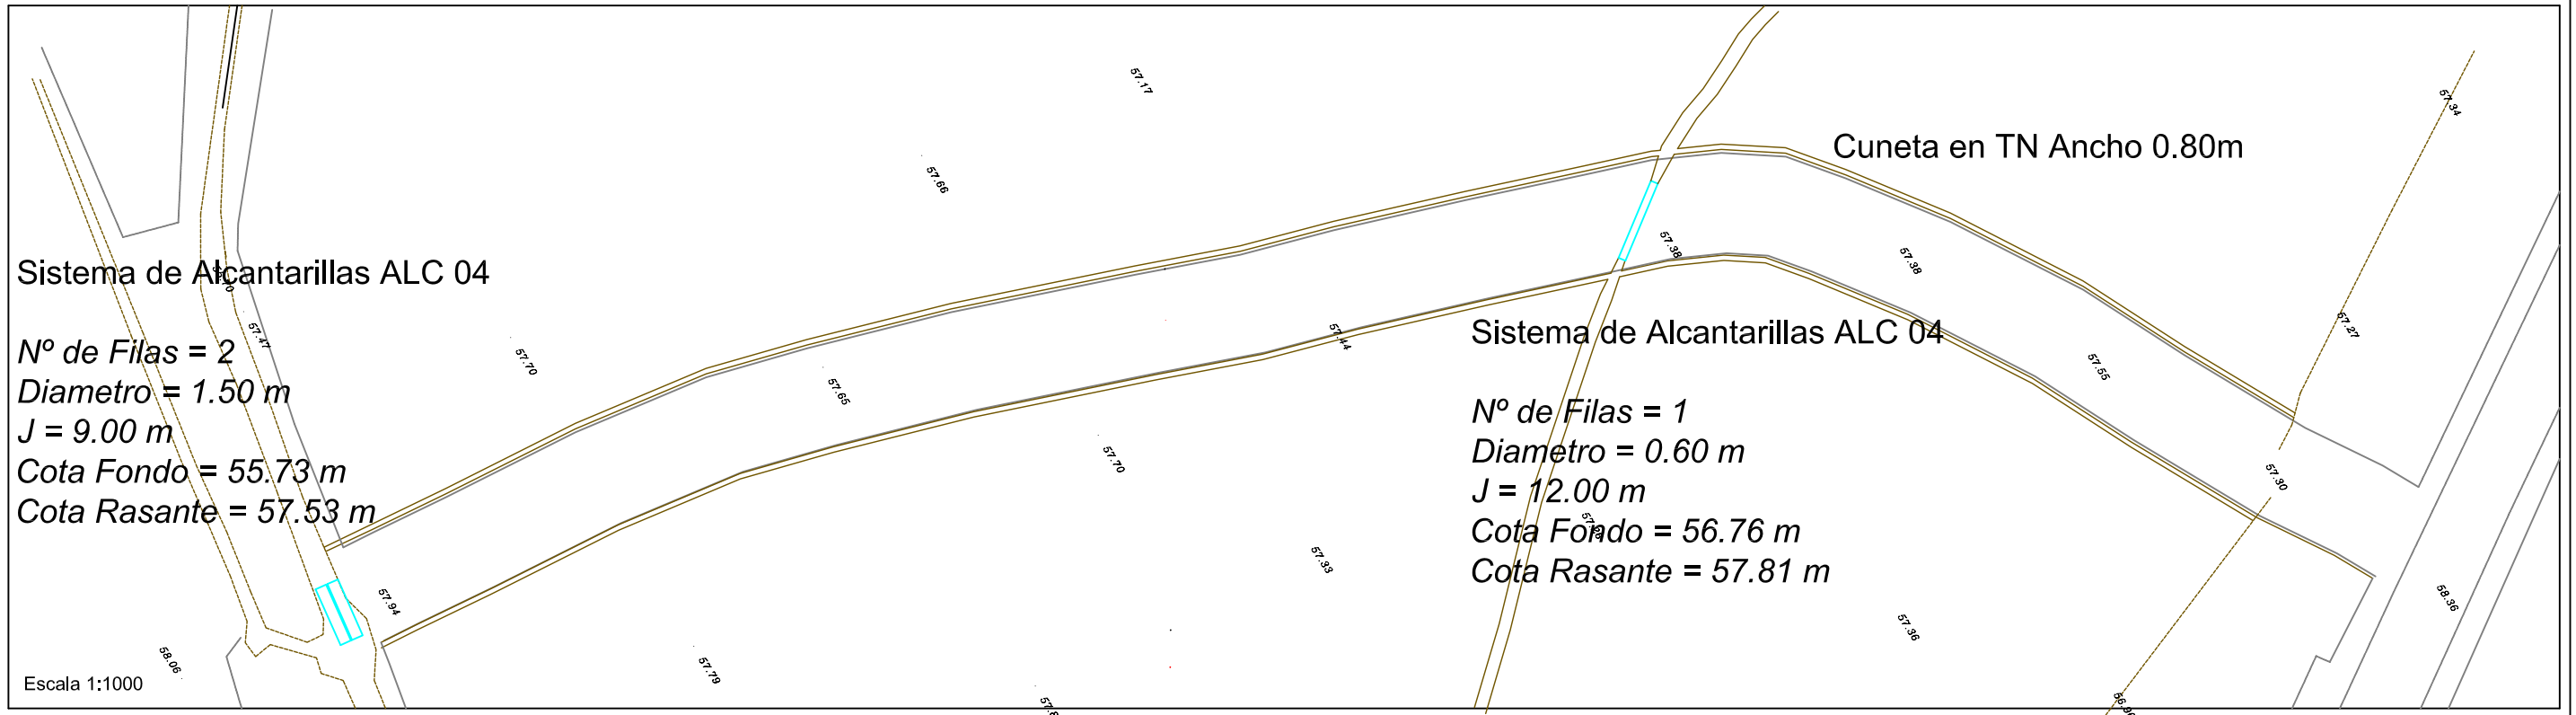 57.17
57.34
Cuneta en TN Ancho 0.80m
57.66
57.38
57.38
Sistema de Alcantarillas ALC 04
57.47
57.70
57.65
57.44
57.27
57.55
Nº de Filas = 2
Diametro = 1.50 m
J = 9.00 m
Cota Fondo = 55.73 m
Cota Rasante = 57.53 m
Sistema de Alcantarillas ALC 04
Nº de Filas = 1
Diametro = 0.60 m
J = 12.00 m
Cota Fondo = 56.76 m
Cota Rasante = 57.81 m
57.70
57.30
57.33
57.94
58.36
57.36
58.06
57.79
Escala 1:1000